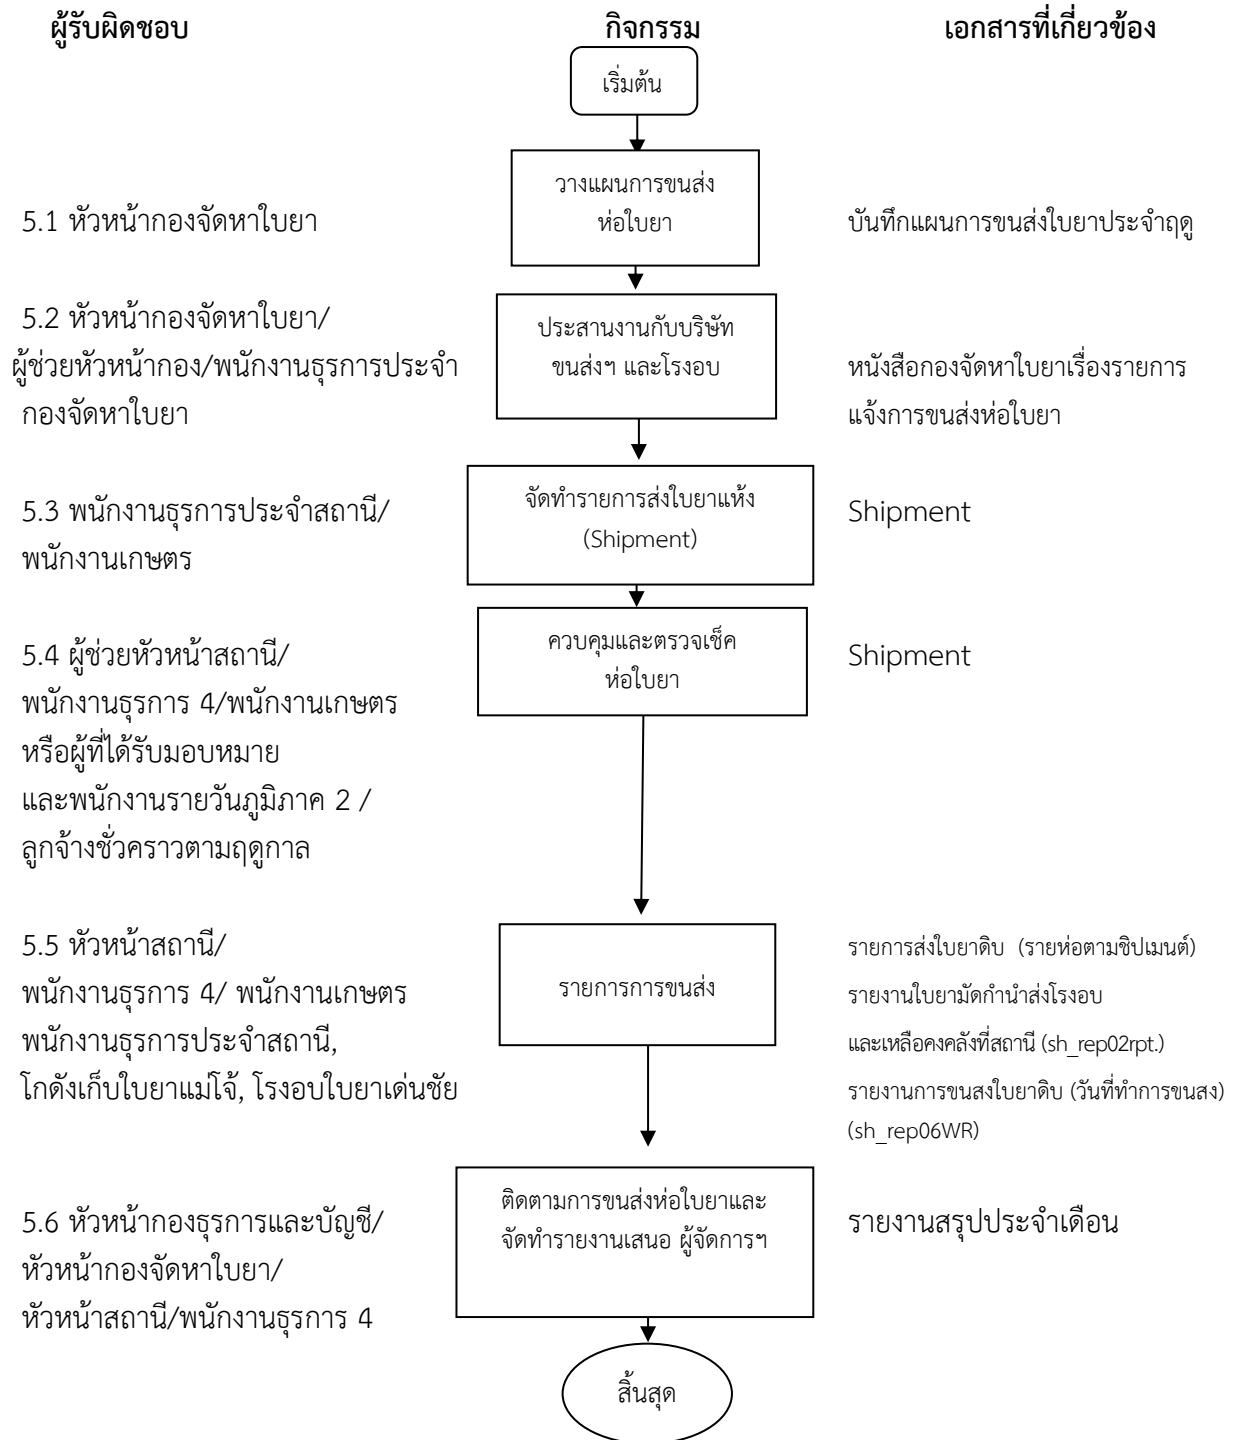 ผู้รับผิดชอบ กิจกรรม เอกสารที่เกี่ยวข้อง
เริ่มต้น
วางแผนการขนส่ง
5.1 หัวหน้ากองจัดหาใบยา ห่อใบยา บันทึกแผนการขนส่งใบยาประจำฤดู
5.2 หัวหน้ากองจัดหาใบยา/ ประสานงานกับบริษัท
ผู้ช่วยหัวหน้ากอง/พนักงานธุรการประจำ ขนส่งฯ และโรงอบ หนังสือกองจัดหาใบยาเรื่องรายการ
กองจัดหาใบยา แจ้งการขนส่งห่อใบยา
5.3 พนักงานธุรการประจำสถานี/ จัดทำรายการส่งใบยาแห้ง Shipment
พนักงานเกษตร (Shipment)
5.4 ผู้ช่วยหัวหน้าสถานี/ ควบคุมและตรวจเช็ค Shipment
พนักงานธุรการ 4/พนักงานเกษตร ห่อใบยา
หรือผู้ที่ได้รับมอบหมาย
และพนักงานรายวันภูมิภาค 2 /
ลูกจ้างชั่วคราวตามฤดูกาล
5.5 หัวหน้าสถานี/ รายการส่งใบยาดิบ (รายห่อตามชิปเมนต์)
พนักงานธุรการ 4/ พนักงานเกษตร รายการการขนส่ง รายงานใบยามัดกำนำส่งโรงอบ
พนักงานธุรการประจำสถานี, และเหลือคงคลังที่สถานี (sh_rep02rpt.)
โกดังเก็บใบยาแม่โจ้, โรงอบใบยาเด่นชัย รายงานการขนสงใบยาดิบ (วันที่ทำการขนสง)
(sh_rep06WR)
ติดตามการขนส่งห่อใบยาและ
5.6 หัวหน้ากองธุรการและบัญชี/ จัดทำรายงานเสนอ ผู้จัดการฯ รายงานสรุปประจำเดือน
หัวหน้ากองจัดหาใบยา/
หัวหน้าสถานี/พนักงานธุรการ 4
สิ้นสุด